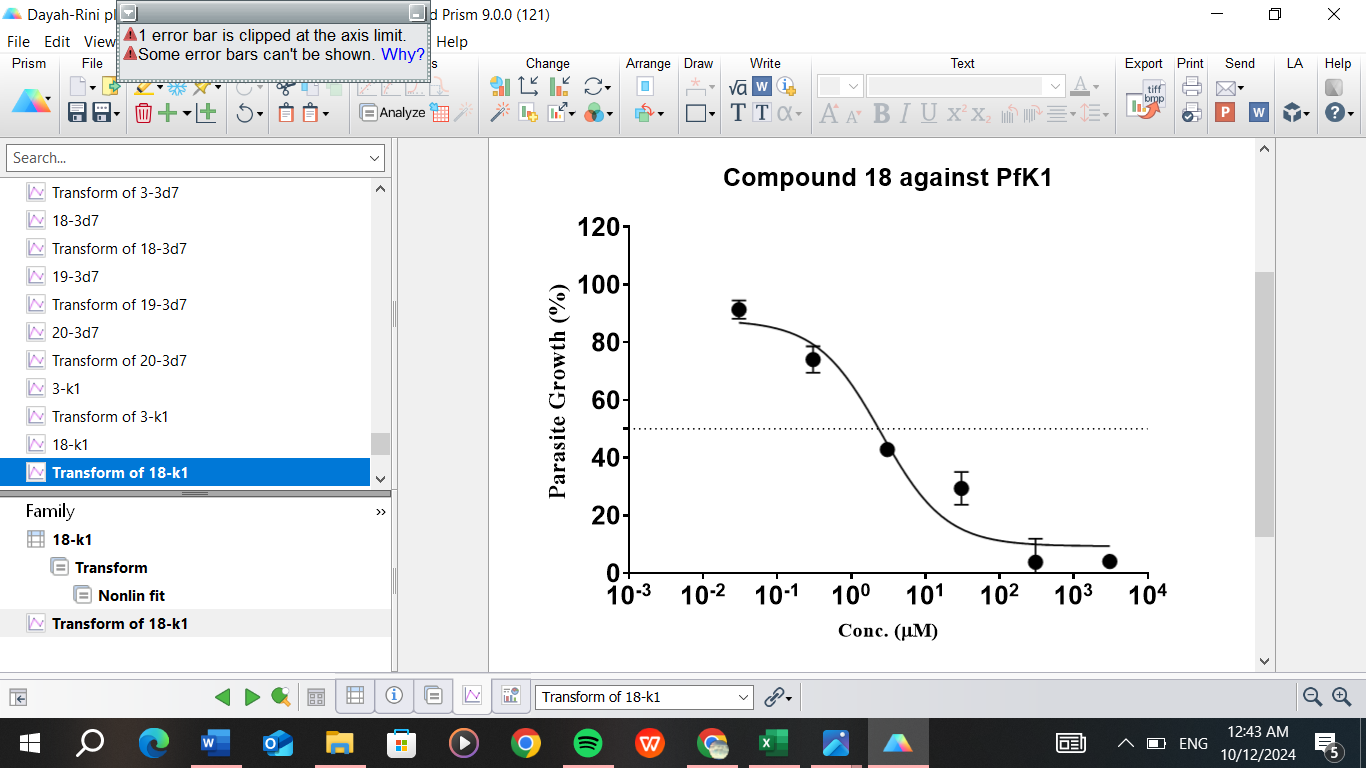 Dayah-Rini p
d Prism 9.0.0 (121)
1 error bar is clipped at the axis limit.
Some error bars can't be shown. Why?
File Edit View
Help
Prism File
s Change Arrange Draw Write Text Export Print Send LA Help
Analyze
Search...
Transform of 3-3d7
18-3d7
Transform of 18-3d7
19-3d7
Transform of 19-3d7
20-3d7
Transform of 20-3d7
3-k1
Transform of 3-k1
18-k1
Transform of 18-k1
Family
18-k1
Transform
Nonlin fit
Transform of 18-k1
Compound 18 against PfK1
Parasite Growth (%)
120
100
80
60
40
20
0
10-3 10-2 10-1 100 101 102 103 104
Conc. (µM)
Transform of 18-k1
ENG
12:43 AM
10/12/2024
5